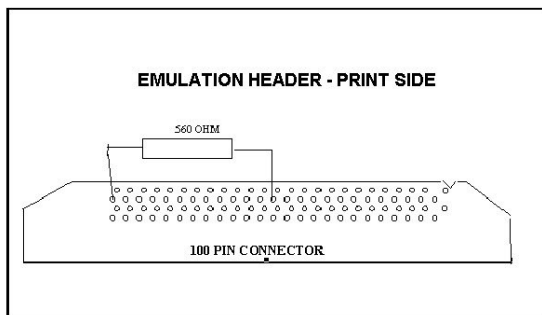 EMULATION HEADER - PRINT SIDE
560 OHM
100 PIN CONNECTOR